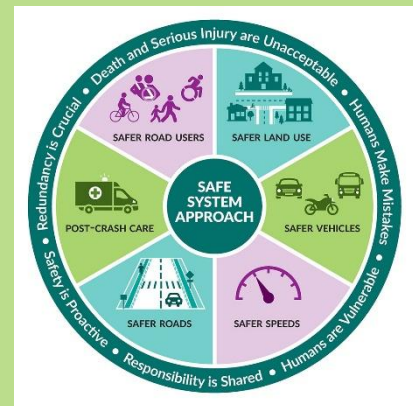 Death and Serious Injury are Unacceptable
Humans Make Mistakes
Humans are Vulnerable
Responsibility is Shared
Safety is Proactive
Redundancy is Crucial
SAFER ROAD USERS
SAFER LAND USE
POST-CRASH CARE
SAFE
SYSTEM
APPROACH
SAFER VEHICLES
SAFER ROADS
SAFER SPEEDS